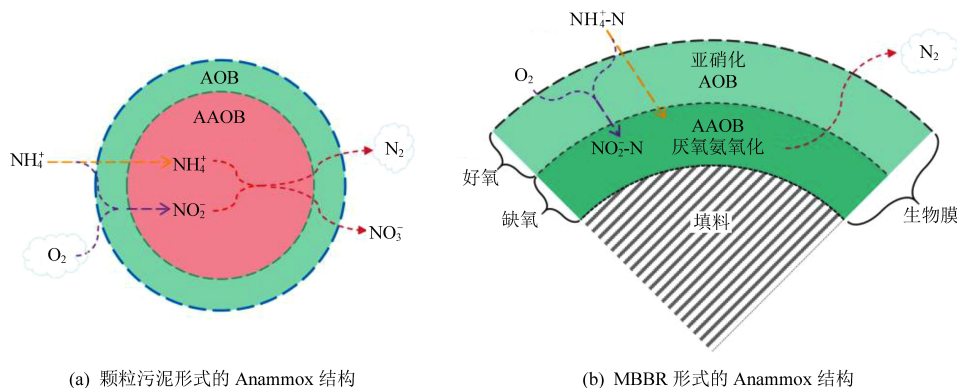 AOB
AAOB
NH₄⁺
NH₄⁺
NO₂⁻
O₂
N₂
NO₃⁻
(a) 颗粒污泥形式的 Anammox 结构
NH₄⁺-N
O₂
亚硝化
AOB
N₂
AAOB
厌氧氨氧化
NO₂⁻-N
好氧
缺氧
填料
生物膜
(b) MBBR 形式的 Anammox 结构